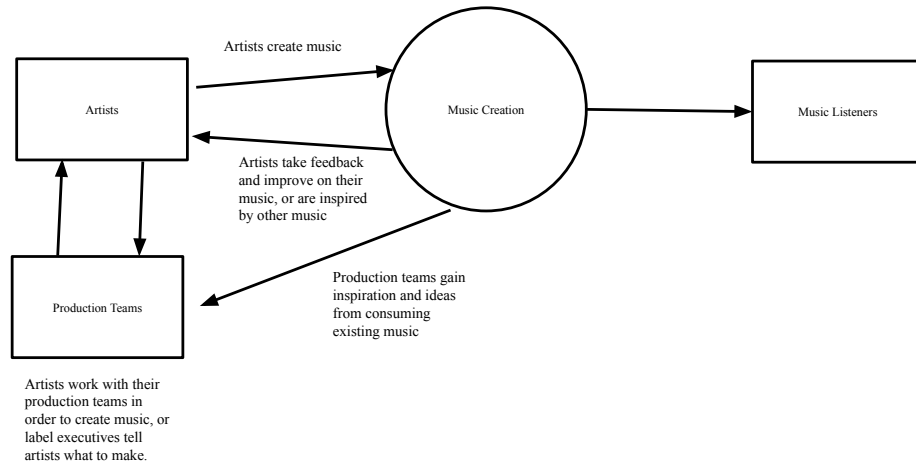 Artists create music
Artists
Music Creation
Music Listeners
Artists take feedback
and improve on their
music, or are inspired
by other music
Production teams gain
inspiration and ideas
from consuming
existing music
Production Teams
Artists work with their
production teams in
order to create music, or
label executives tell
artists what to make.